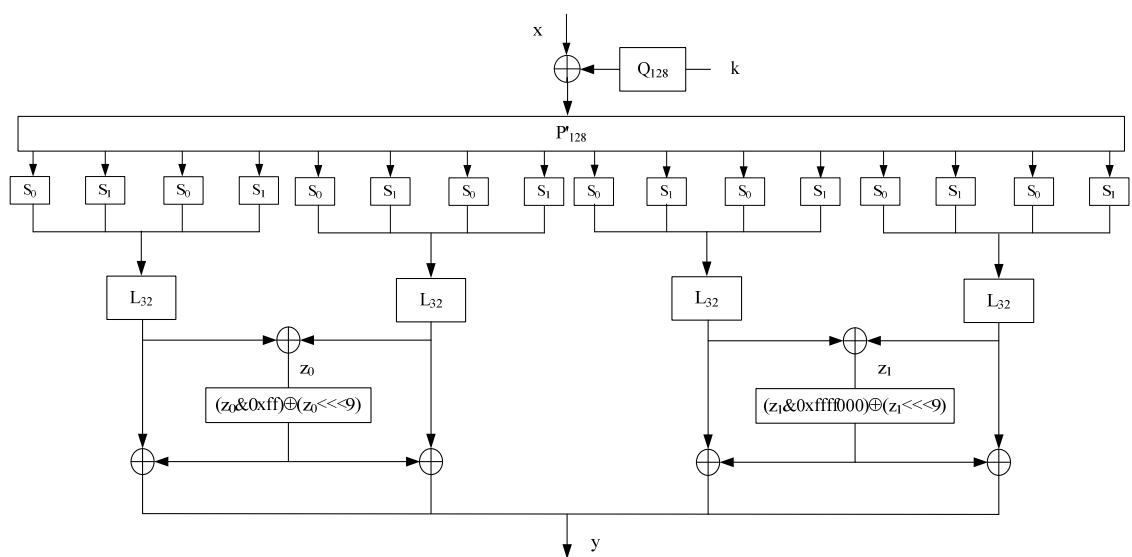 x
Q₁₂₈ k
P'₁₂₈
S₀ S₁ S₀ S₁ S₀ S₁ S₀ S₁ S₀ S₁ S₀ S₁ S₀ S₁ S₀ S₁
L₃₂ L₃₂ L₃₂ L₃₂
z₀ z₁
(z₀&0xff)⊕(z₀<<<9) (z₁&0xffff000)⊕(z₁<<<9)
y